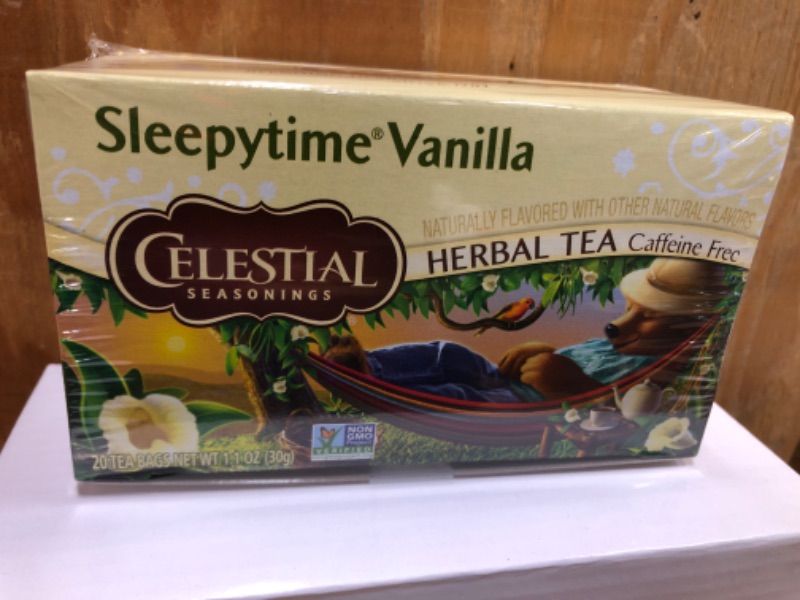 Sleepytime® Vanilla
NATURALLY FLAVORED WITH OTHER NATURAL FLAVORS
HERBAL TEA Caffeine Free
CELESTIAL
SEASONINGS
NON
GMO
VERIFIED
20 TEA BAGS NET WT 1.1 OZ (30g)